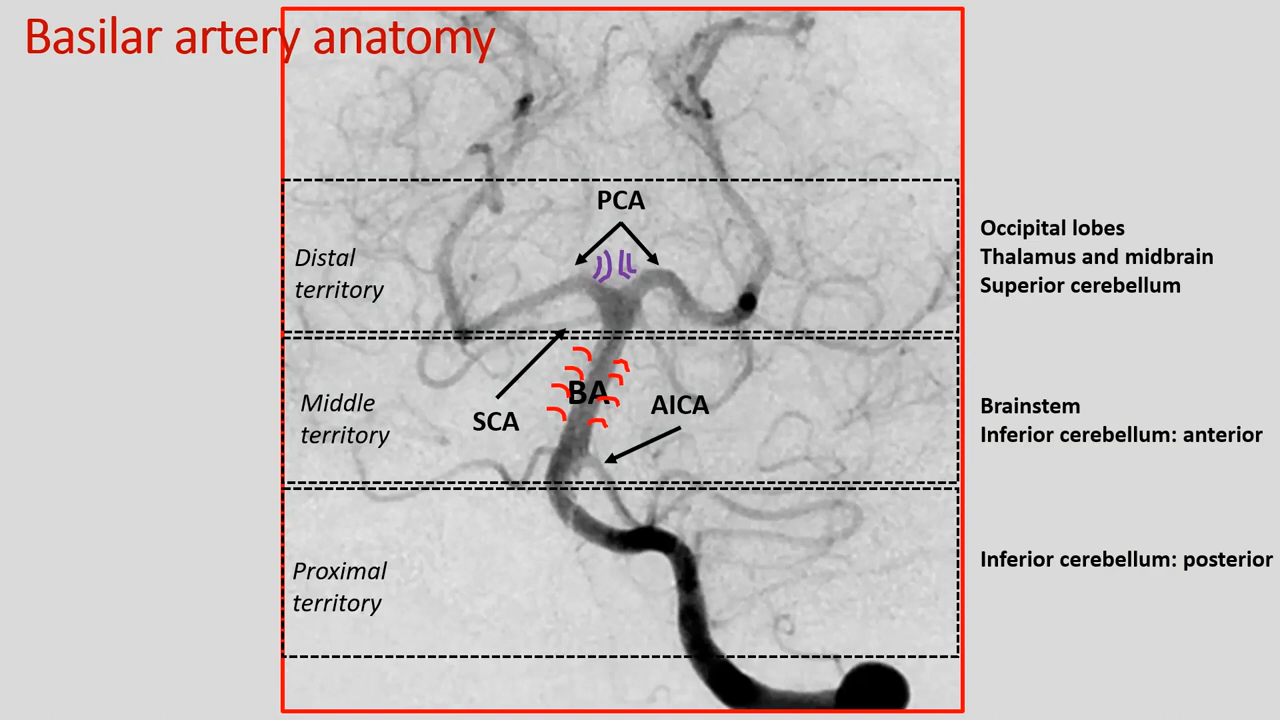 Basilar artery anatomy
PCA
Distal
territory
Occipital lobes
Thalamus and midbrain
Superior cerebellum
Middle
territory
BA
SCA
AICA
Brainstem
Inferior cerebellum: anterior
Proximal
territory
Inferior cerebellum: posterior